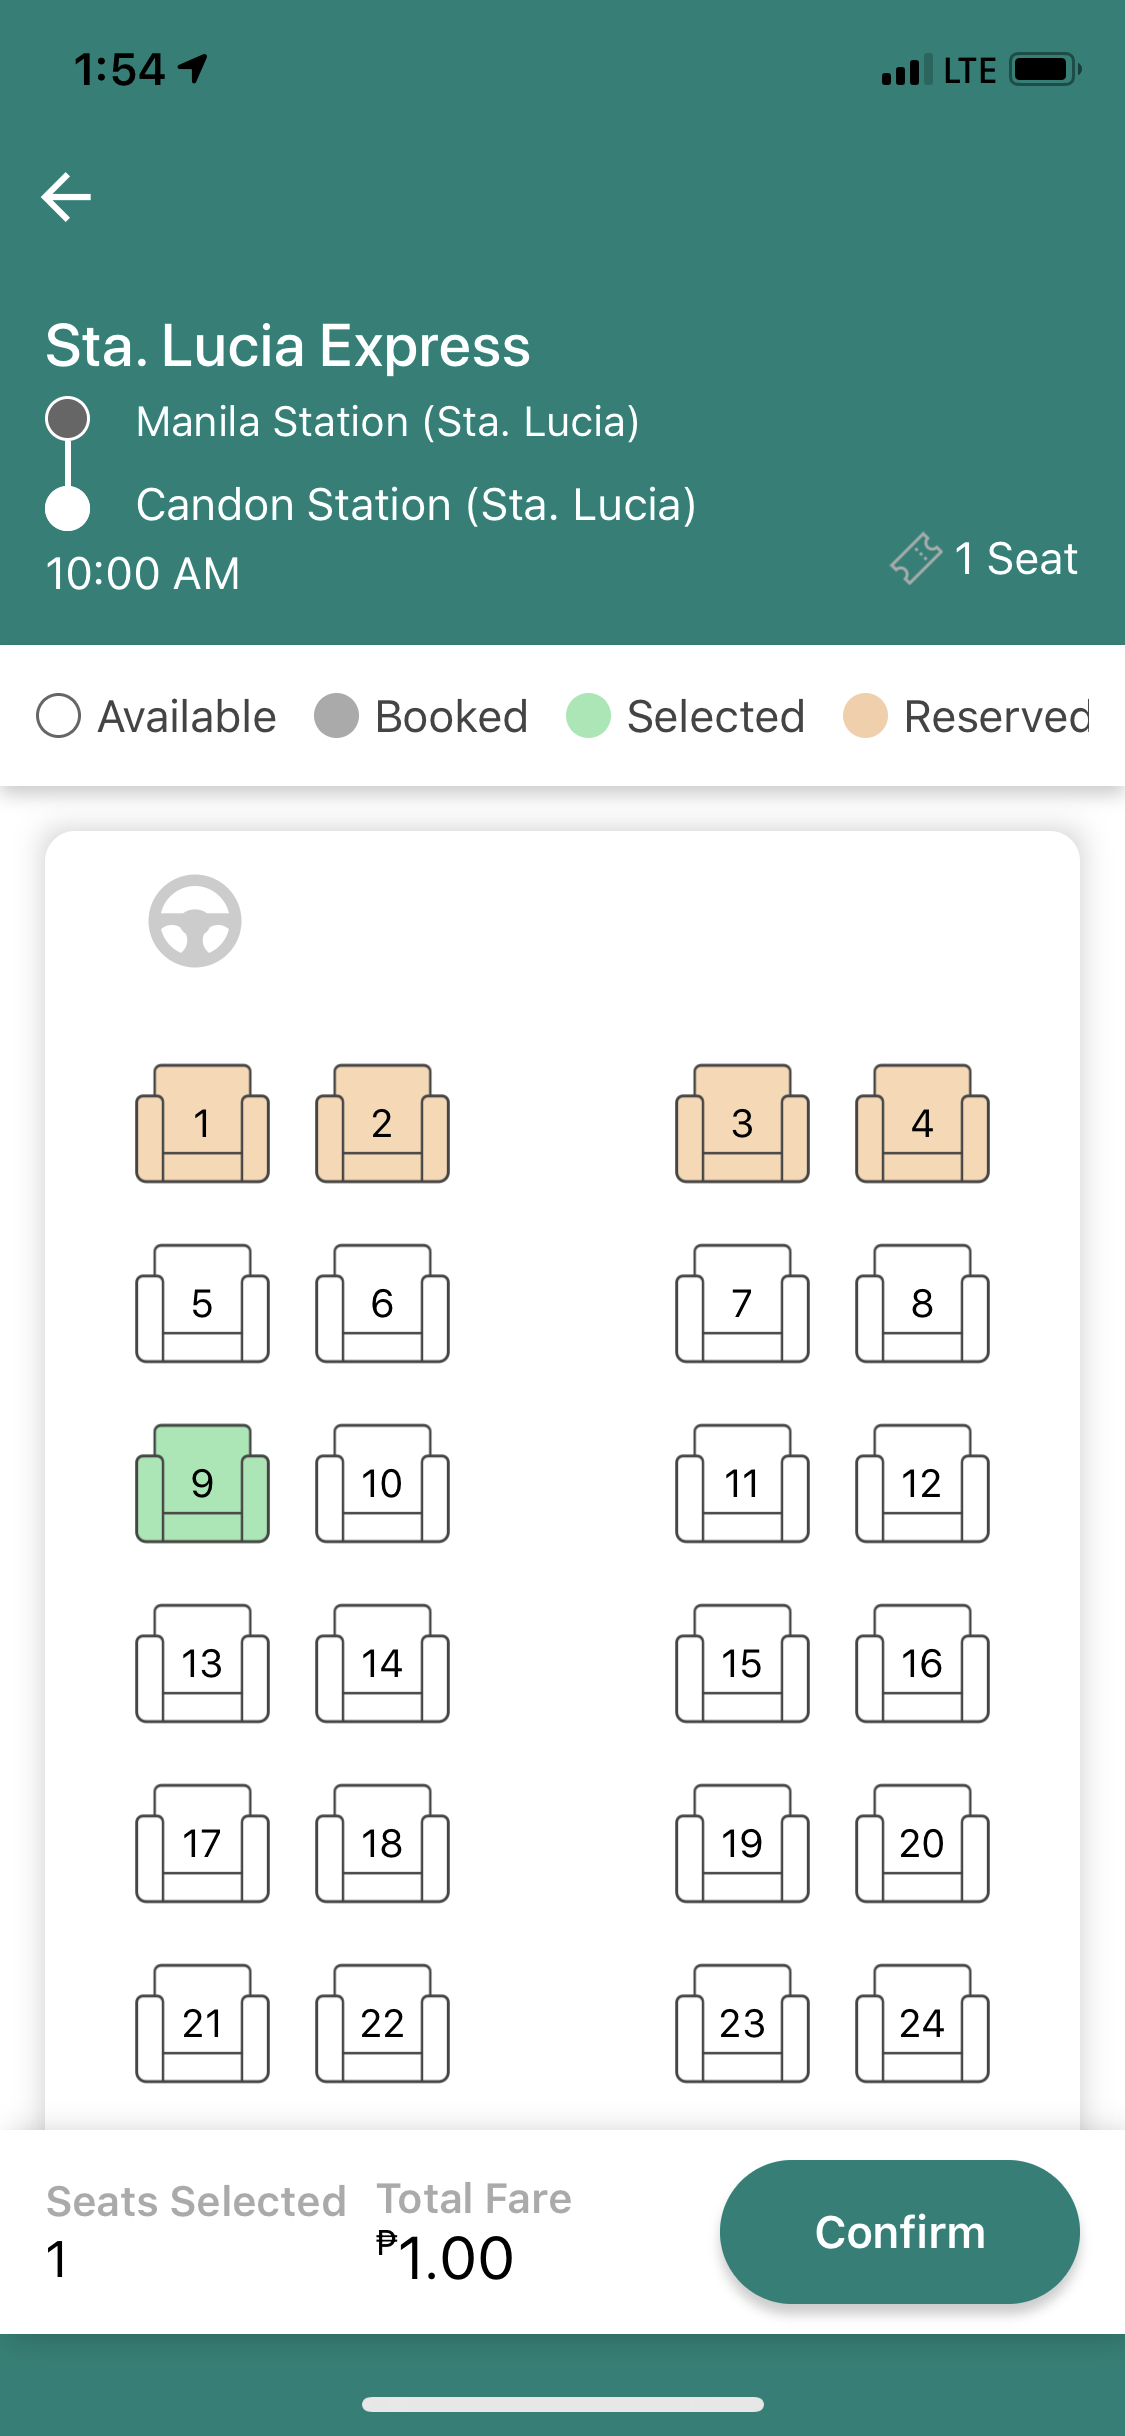 1:54 LTE
Sta. Lucia Express
Manila Station (Sta. Lucia)
Candon Station (Sta. Lucia)
10:00 AM 1 Seat
Available Booked Selected Reserved
1 2 3 4
5 6 7 8
9 10 11 12
13 14 15 16
17 18 19 20
21 22 23 24
Seats Selected Total Fare
1 ₱1.00
Confirm